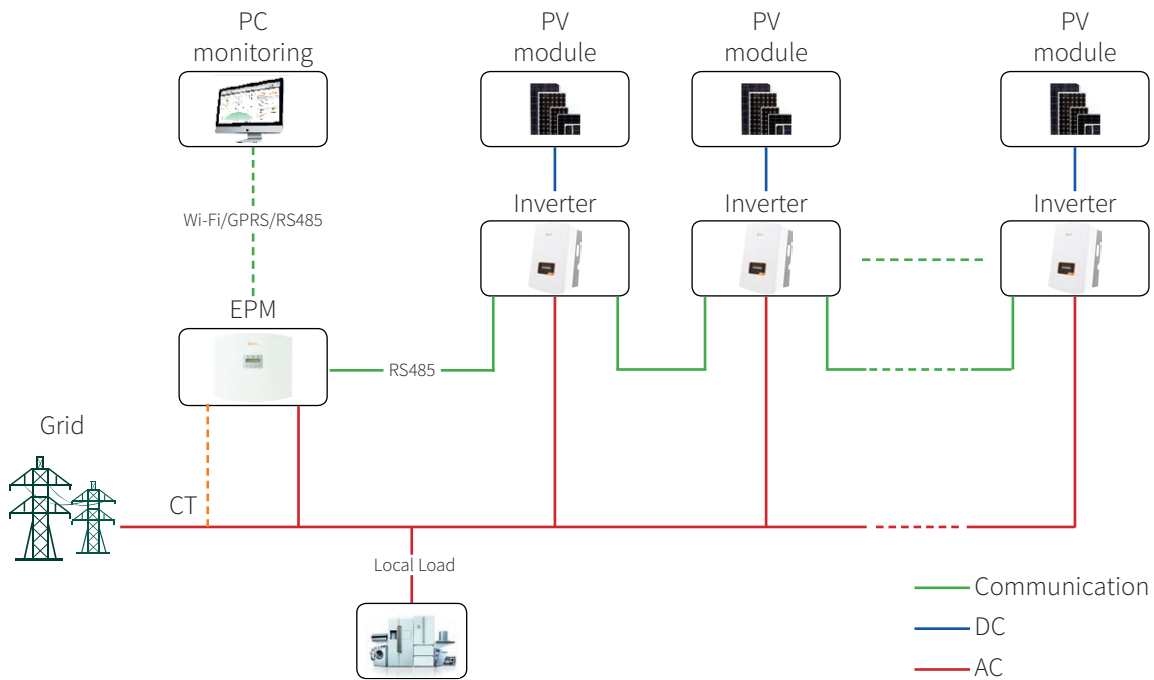 PC
monitoring
PV
module
PV
module
PV
module
Wi-Fi/GPRS/RS485
Inverter
Inverter
Inverter
EPM
RS485
Grid
CT
Local Load
Communication
DC
AC